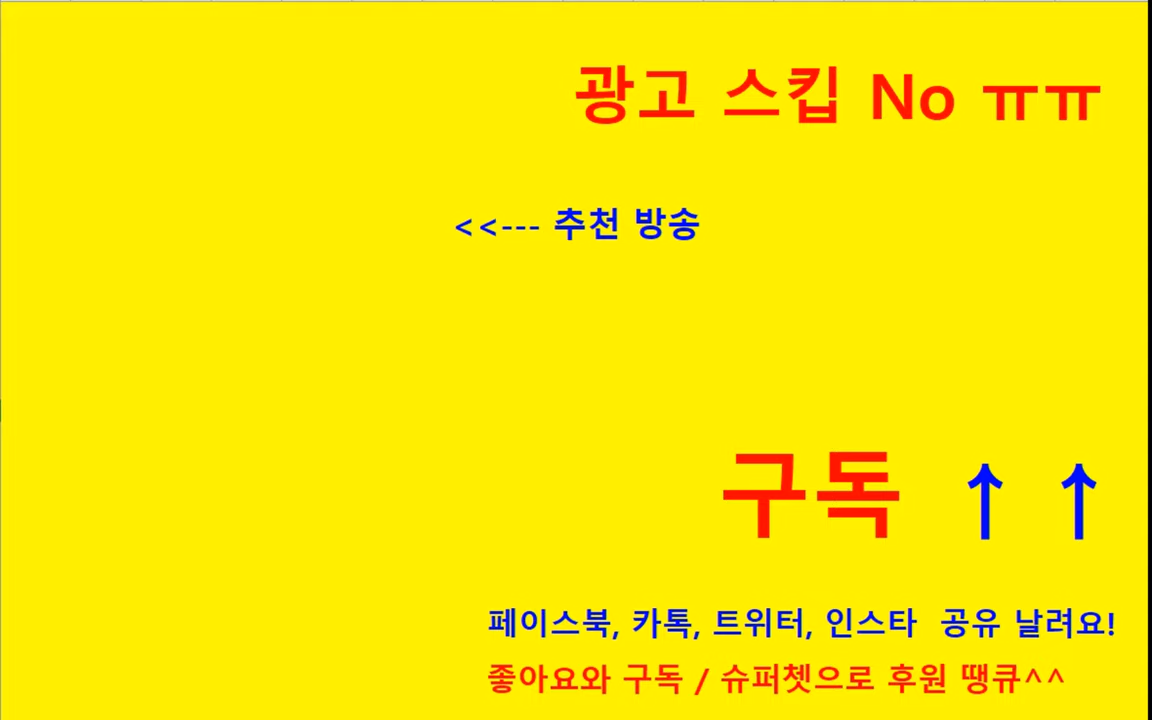 광고 스킵 No ㅠㅠ
<<--- 추천 방송
구독 ↑ ↑
페이스북, 카톡, 트위터, 인스타 공유 날려요!
좋아요와 구독 / 슈퍼쳇으로 후원 땡큐^^